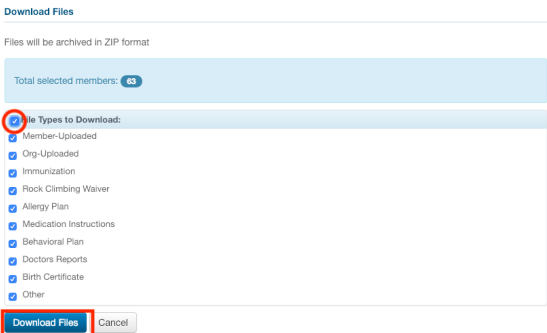 Download Files
Files will be archived in ZIP format
Total selected members: 63
File Types to Download:
Member-Uploaded
Org-Uploaded
Immunization
Rock Climbing Waiver
Allergy Plan
Medication Instructions
Behavioral Plan
Doctors Reports
Birth Certificate
Other
Download Files Cancel